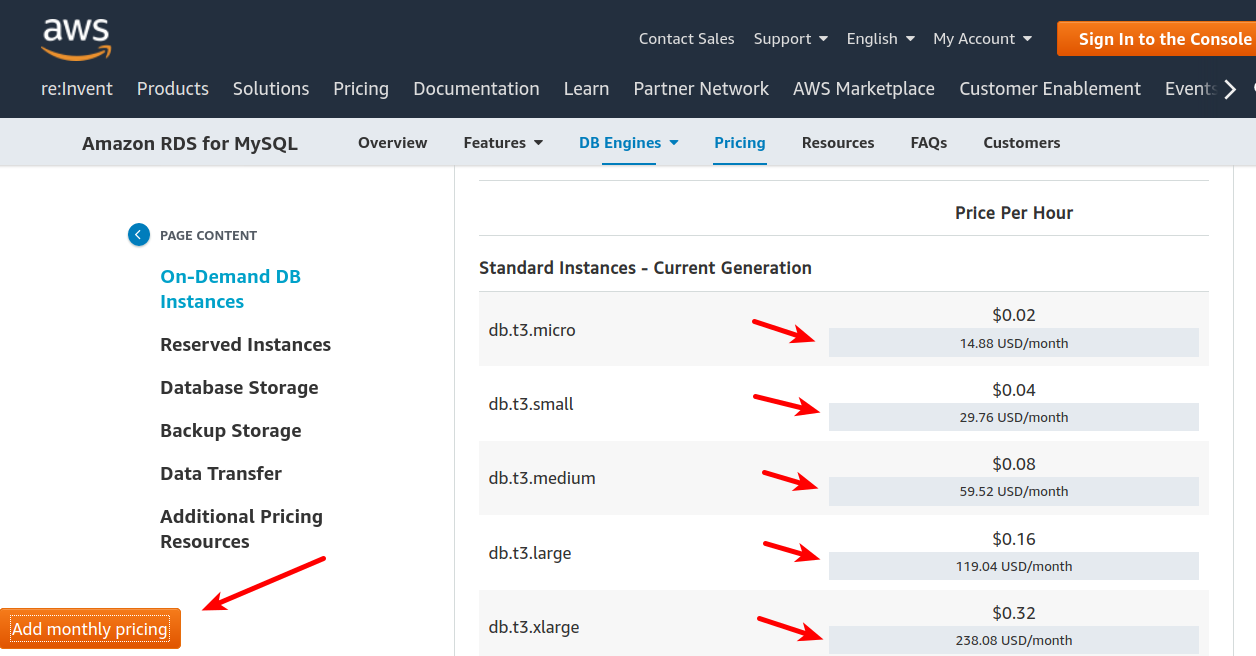 aws
Contact Sales Support English My Account Sign In to the Console
re:Invent Products Solutions Pricing Documentation Learn Partner Network AWS Marketplace Customer Enablement Events
Amazon RDS for MySQL Overview Features DB Engines Pricing Resources FAQs Customers
PAGE CONTENT
On-Demand DB
Instances
Reserved Instances
Database Storage
Backup Storage
Data Transfer
Additional Pricing
Resources
Add monthly pricing
Price Per Hour
Standard Instances - Current Generation
db.t3.micro $0.02
14.88 USD/month
db.t3.small $0.04
29.76 USD/month
db.t3.medium $0.08
59.52 USD/month
db.t3.large $0.16
119.04 USD/month
db.t3.xlarge $0.32
238.08 USD/month